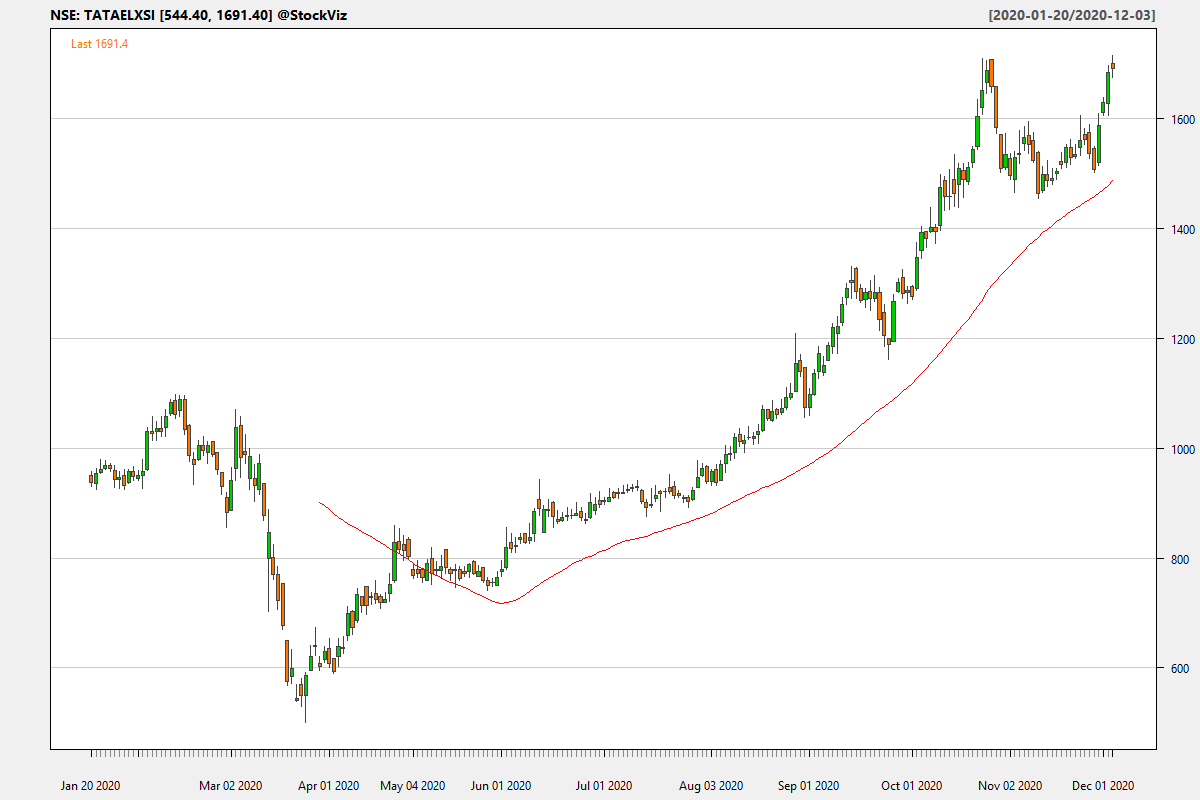 NSE: TATAELXSI [544.40, 1691.40] @StockViz [2020-01-20/2020-12-03]
Last 1691.4
1600
1400
1200
1000
800
600
Jan 20 2020 Mar 02 2020 Apr 01 2020 May 04 2020 Jun 01 2020 Jul 01 2020 Aug 03 2020 Sep 01 2020 Oct 01 2020 Nov 02 2020 Dec 01 2020